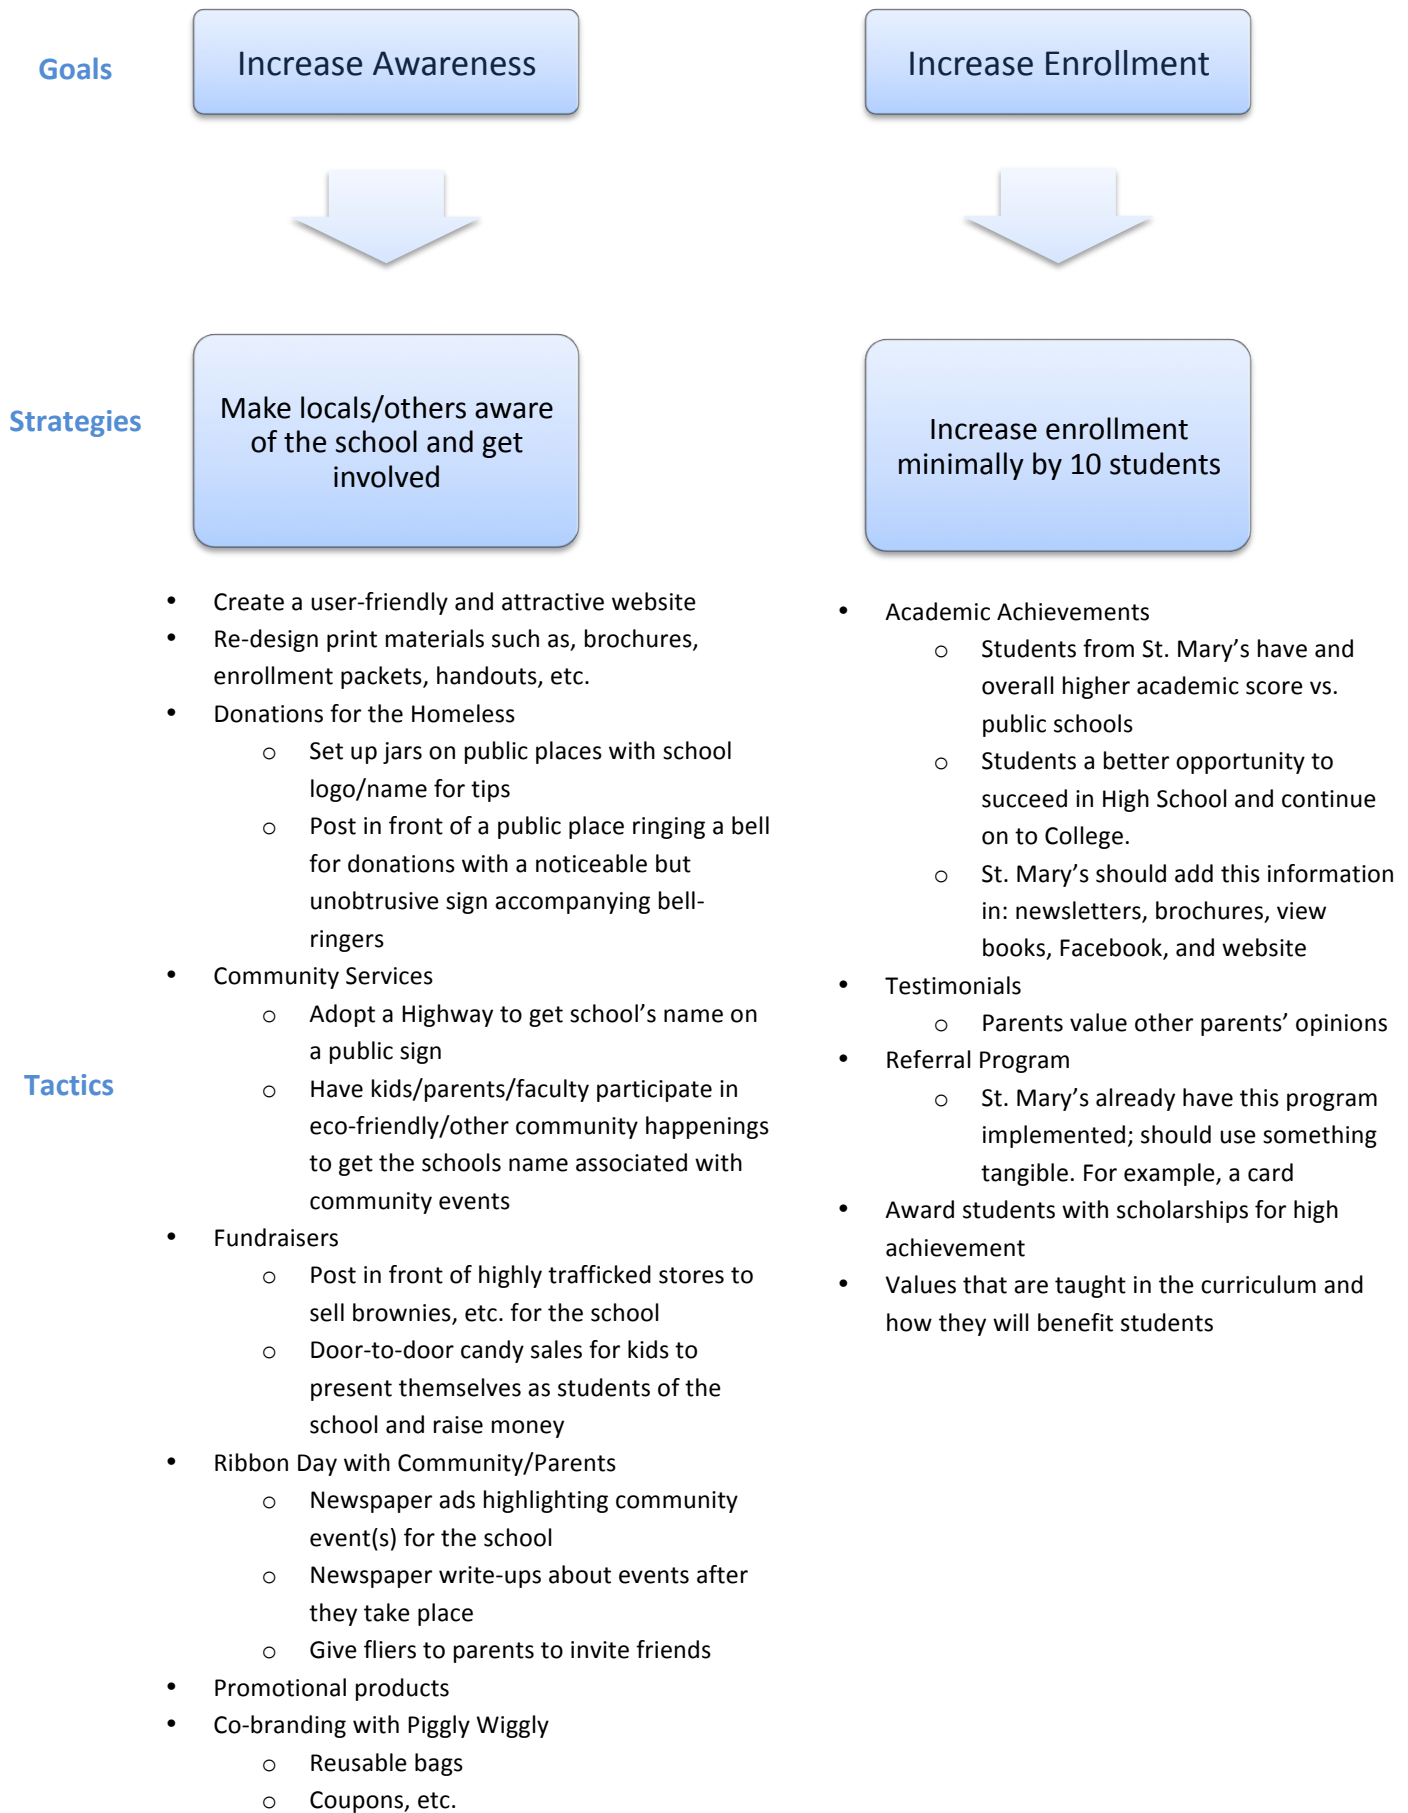 Goals
Increase Awareness
Increase Enrollment
Strategies
Make locals/others aware
of the school and get
involved
Increase enrollment
minimally by 10 students
Tactics
• Create a user-friendly and attractive website
• Re-design print materials such as, brochures,
enrollment packets, handouts, etc.
• Donations for the Homeless
o Set up jars on public places with school
logo/name for tips
o Post in front of a public place ringing a bell
for donations with a noticeable but
unobtrusive sign accompanying bell-
ringers
• Community Services
o Adopt a Highway to get school’s name on
a public sign
o Have kids/parents/faculty participate in
eco-friendly/other community happenings
to get the schools name associated with
community events
• Fundraisers
o Post in front of highly trafficked stores to
sell brownies, etc. for the school
o Door-to-door candy sales for kids to
present themselves as students of the
school and raise money
• Ribbon Day with Community/Parents
o Newspaper ads highlighting community
event(s) for the school
o Newspaper write-ups about events after
they take place
o Give fliers to parents to invite friends
• Promotional products
• Co-branding with Piggly Wiggly
o Reusable bags
o Coupons, etc.
• Academic Achievements
o Students from St. Mary’s have and
overall higher academic score vs.
public schools
o Students a better opportunity to
succeed in High School and continue
on to College.
o St. Mary’s should add this information
in: newsletters, brochures, view
books, Facebook, and website
• Testimonials
o Parents value other parents’ opinions
• Referral Program
o St. Mary’s already have this program
implemented; should use something
tangible. For example, a card
• Award students with scholarships for high
achievement
• Values that are taught in the curriculum and
how they will benefit students